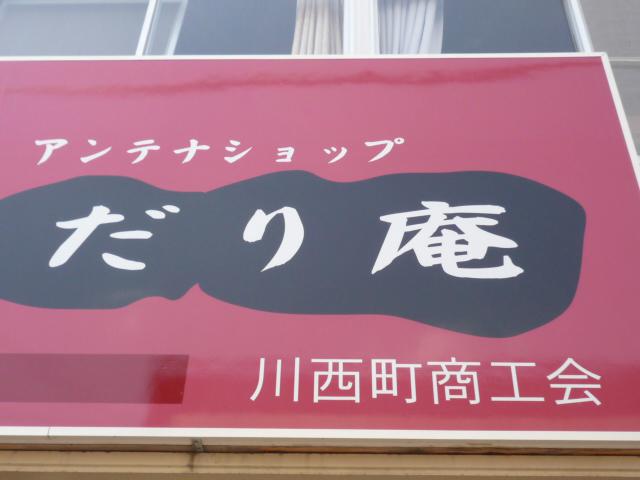 アンテナショップ
だり庵
川西町商工会